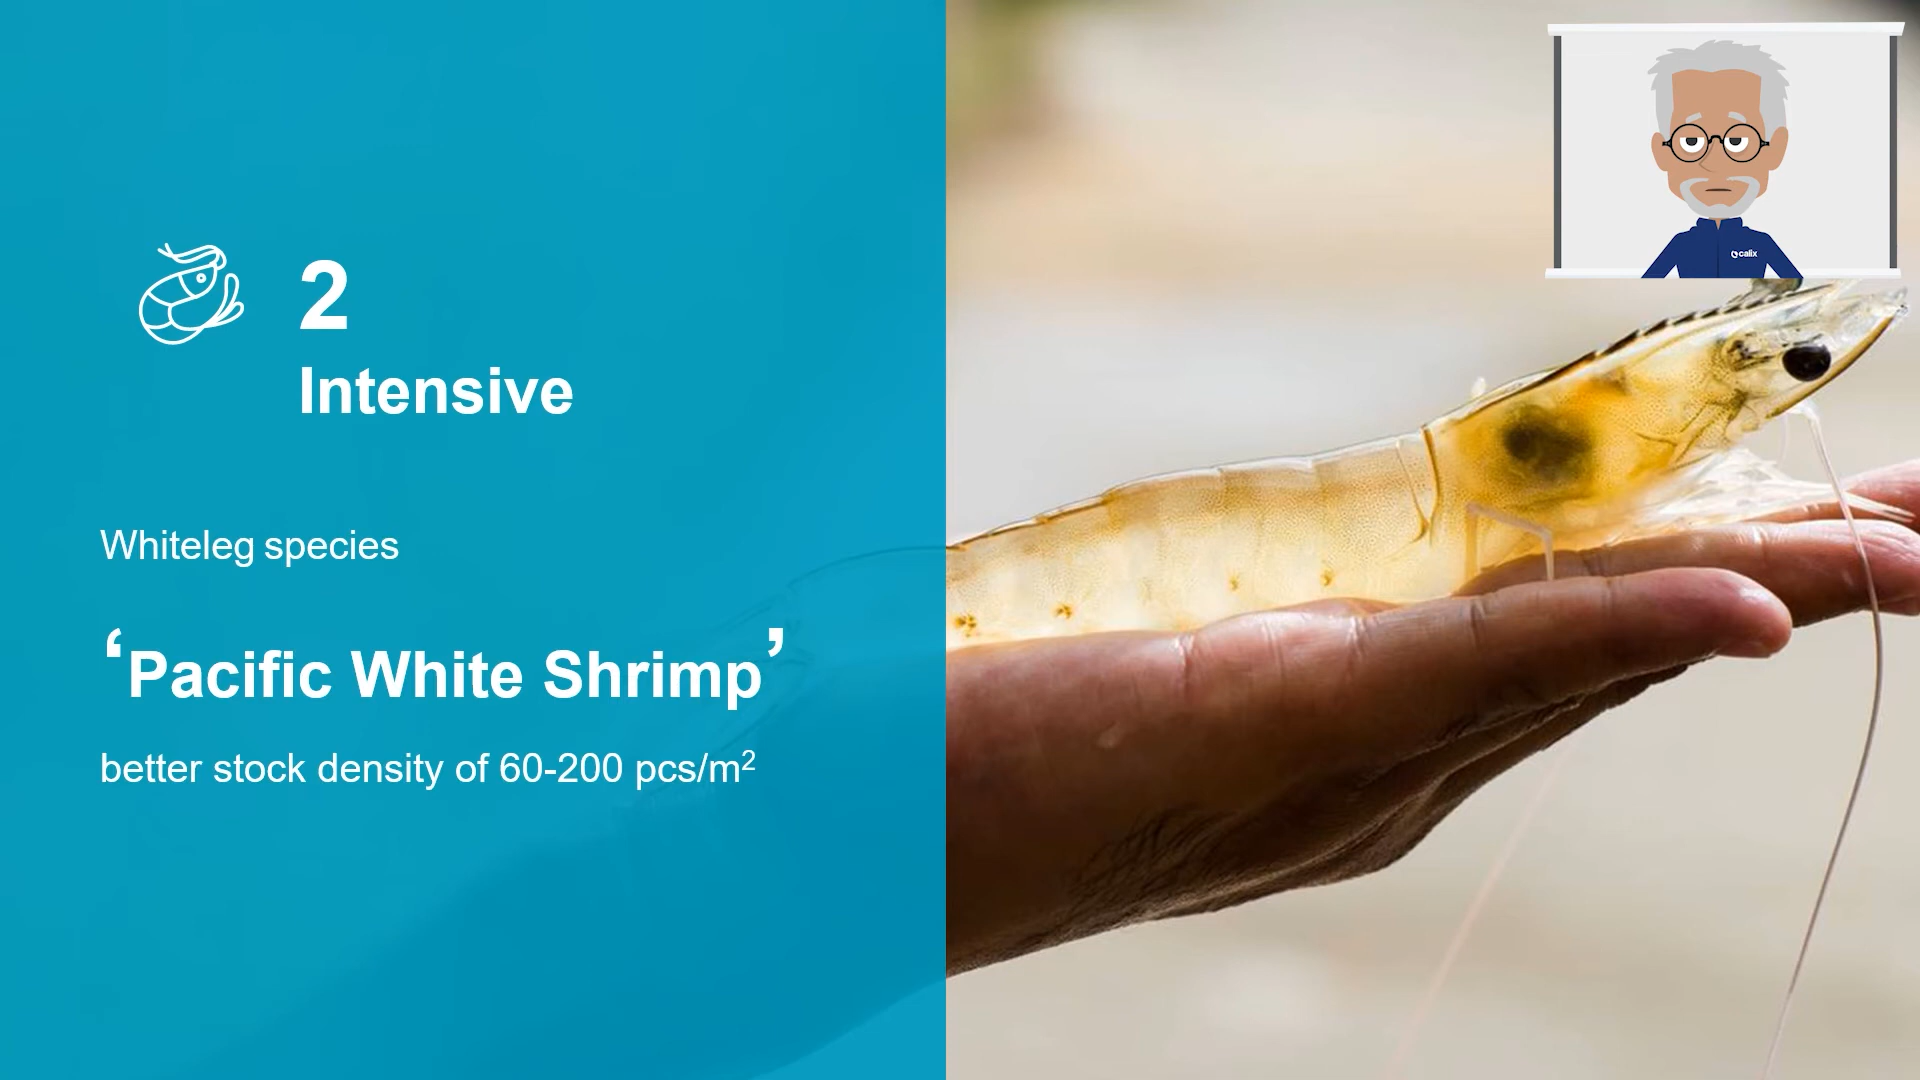 2
Intensive
Whiteleg species
‘Pacific White Shrimp’
better stock density of 60-200 pcs/m²
calix